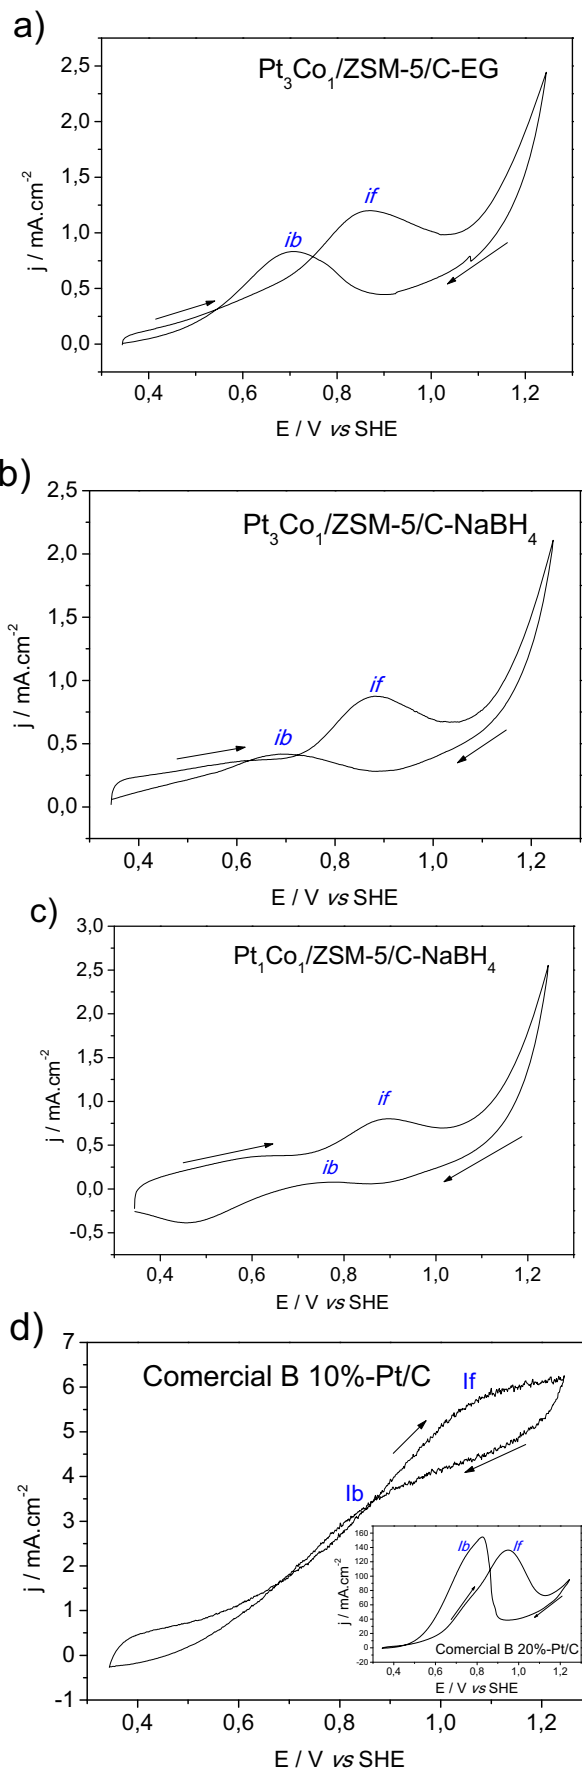 a)
Pt₃Co₁/ZSM-5/C-EG
2,5
2,0
1,5
1,0
0,5
0,0
j / mA.cm⁻²
if
ib
0,4 0,6 0,8 1,0 1,2
E / V vs SHE
b)
Pt₃Co₁/ZSM-5/C-NaBH₄
2,5
2,0
1,5
1,0
0,5
0,0
j / mA.cm⁻²
if
ib
0,4 0,6 0,8 1,0 1,2
E / V vs SHE
c)
Pt₁Co₁/ZSM-5/C-NaBH₄
3,0
2,5
2,0
1,5
1,0
0,5
0,0
-0,5
j / mA.cm⁻²
if
ib
0,4 0,6 0,8 1,0 1,2
E / V vs SHE
d)
Comercial B 10%-Pt/C
7
6
5
4
3
2
1
0
-1
j / mA.cm⁻²
If
Ib
160
140
120
100
80
60
40
20
0
-20
j / mA.cm⁻²
Ib
If
Comercial B 20%-Pt/C
0,4 0,6 0,8 1,0 1,2
E / V vs SHE
0,4 0,6 0,8 1,0 1,2
E / V vs SHE